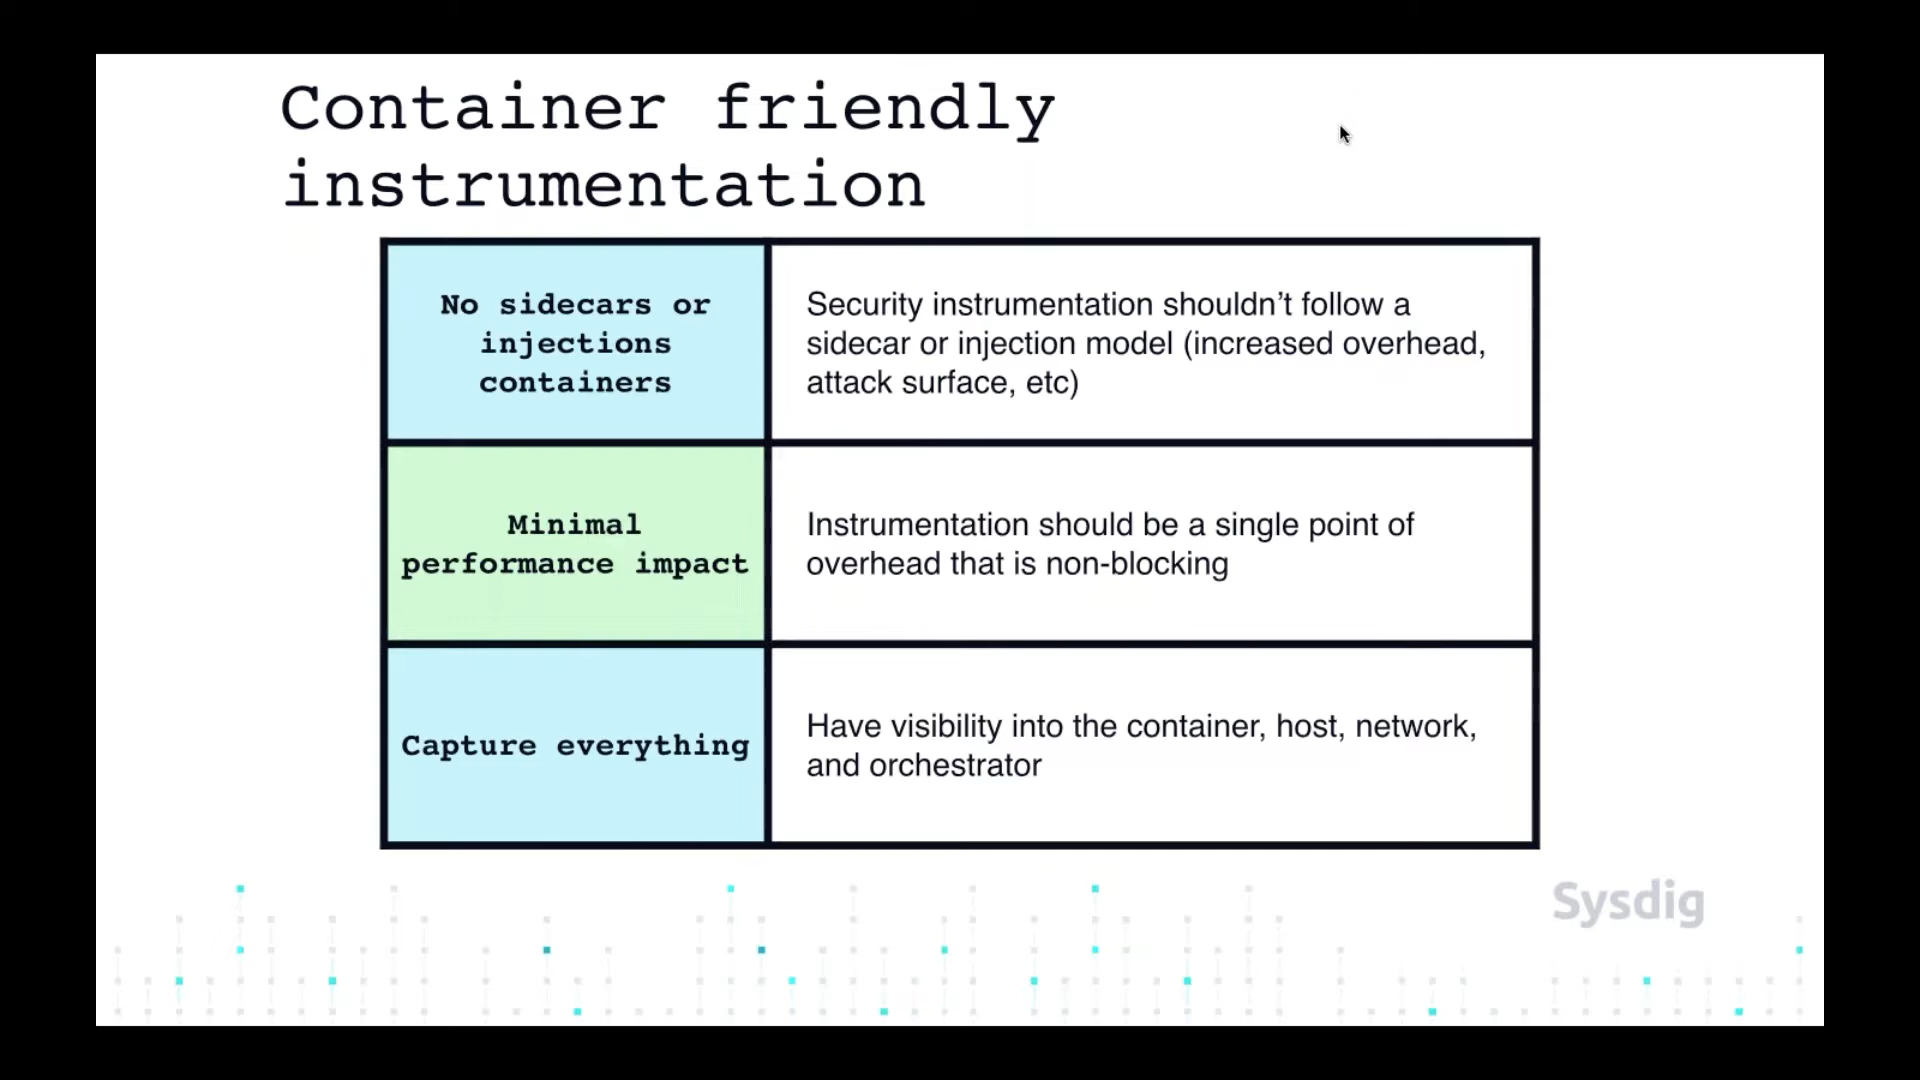 Container friendly
instrumentation
No sidecars or
injections
containers
Security instrumentation shouldn’t follow a
sidecar or injection model (increased overhead,
attack surface, etc)
Minimal
performance impact
Instrumentation should be a single point of
overhead that is non-blocking
Capture everything
Have visibility into the container, host, network,
and orchestrator
Sysdig